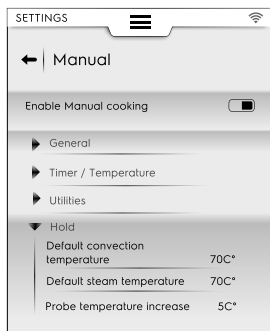 SETTINGS
Manual
Enable Manual cooking
General
Timer / Temperature
Utilities
Hold
Default convection
temperature 70C°
Default steam temperature 70C°
Probe temperature increase 5C°